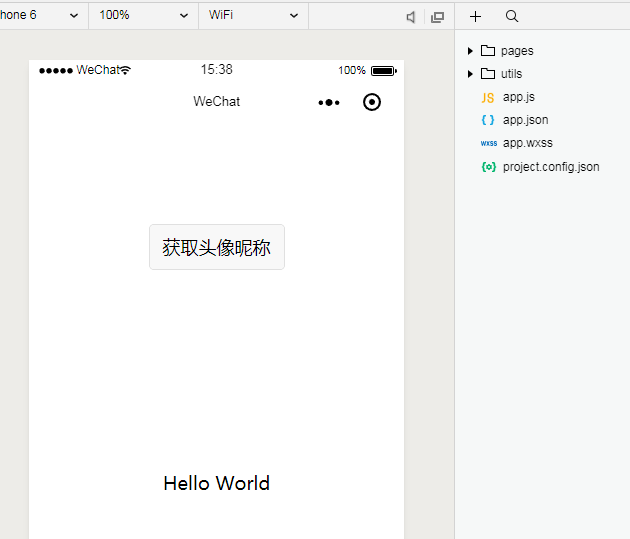 hone 6 100% WiFi
WeChat 15:38 100%
WeChat
获取头像昵称
Hello World
pages
utils
JS app.js
{ } app.json
wxss app.wxss
{o} project.config.json